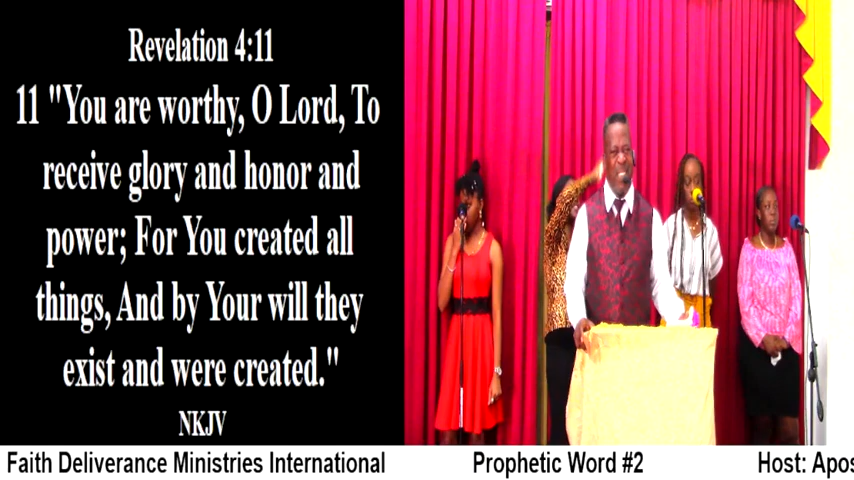 Revelation 4:11
11 "You are worthy, O Lord, To
receive glory and honor and
power; For You created all
things, And by Your will they
exist and were created."
NKJV
Faith Deliverance Ministries International Prophetic Word #2 Host: Apos